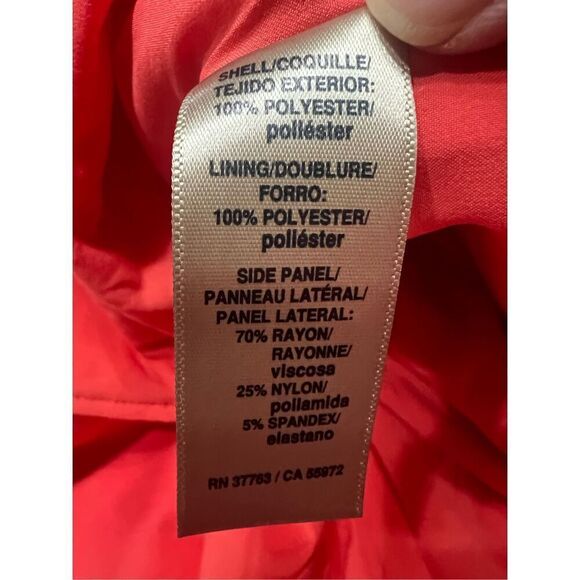 SHELL/COQUILLE/
TEJIDO EXTERIOR:
100% POLYESTER/
poliéster
LINING/DOUBLURE/
FORRO:
100% POLYESTER/
poliéster
SIDE PANEL/
PANNEAU LATÉRAL/
PANEL LATERAL:
70% RAYON/
RAYONNE/
viscosa
25% NYLON/
poliamida
5% SPANDEX/
elastano
RN 37763 / CA 55972